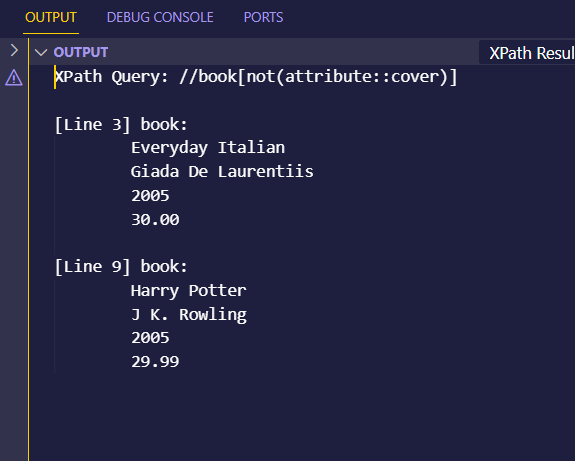 OUTPUT DEBUG CONSOLE PORTS
OUTPUT XPath Resul
XPath Query: //book[not(attribute::cover)]
[Line 3] book:
Everyday Italian
Giada De Laurentiis
2005
30.00
[Line 9] book:
Harry Potter
J K. Rowling
2005
29.99